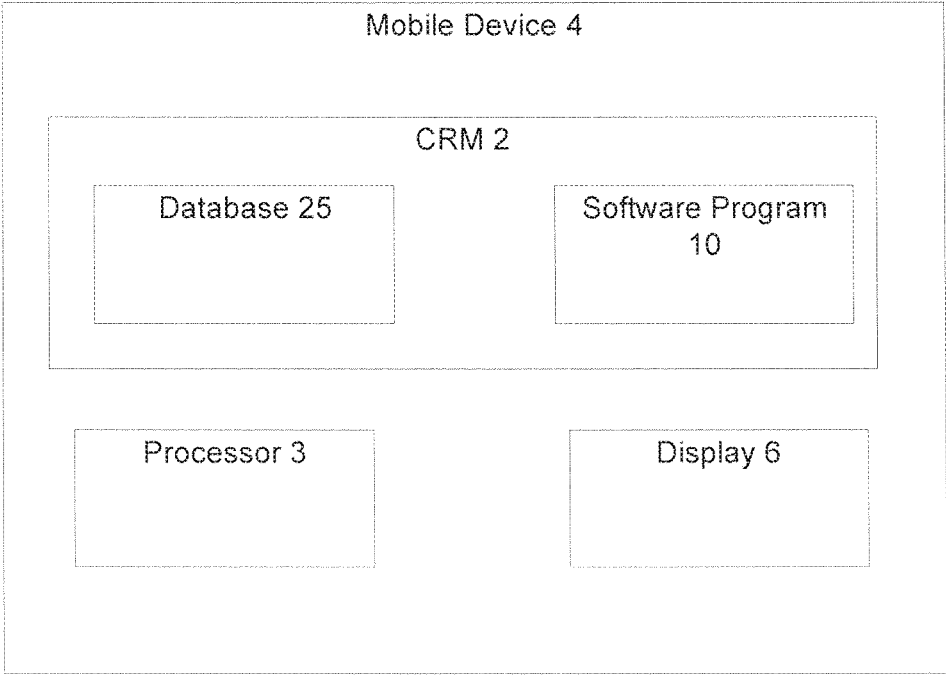 Mobile Device 4
CRM 2
Database 25
Software Program
10
Processor 3
Display 6